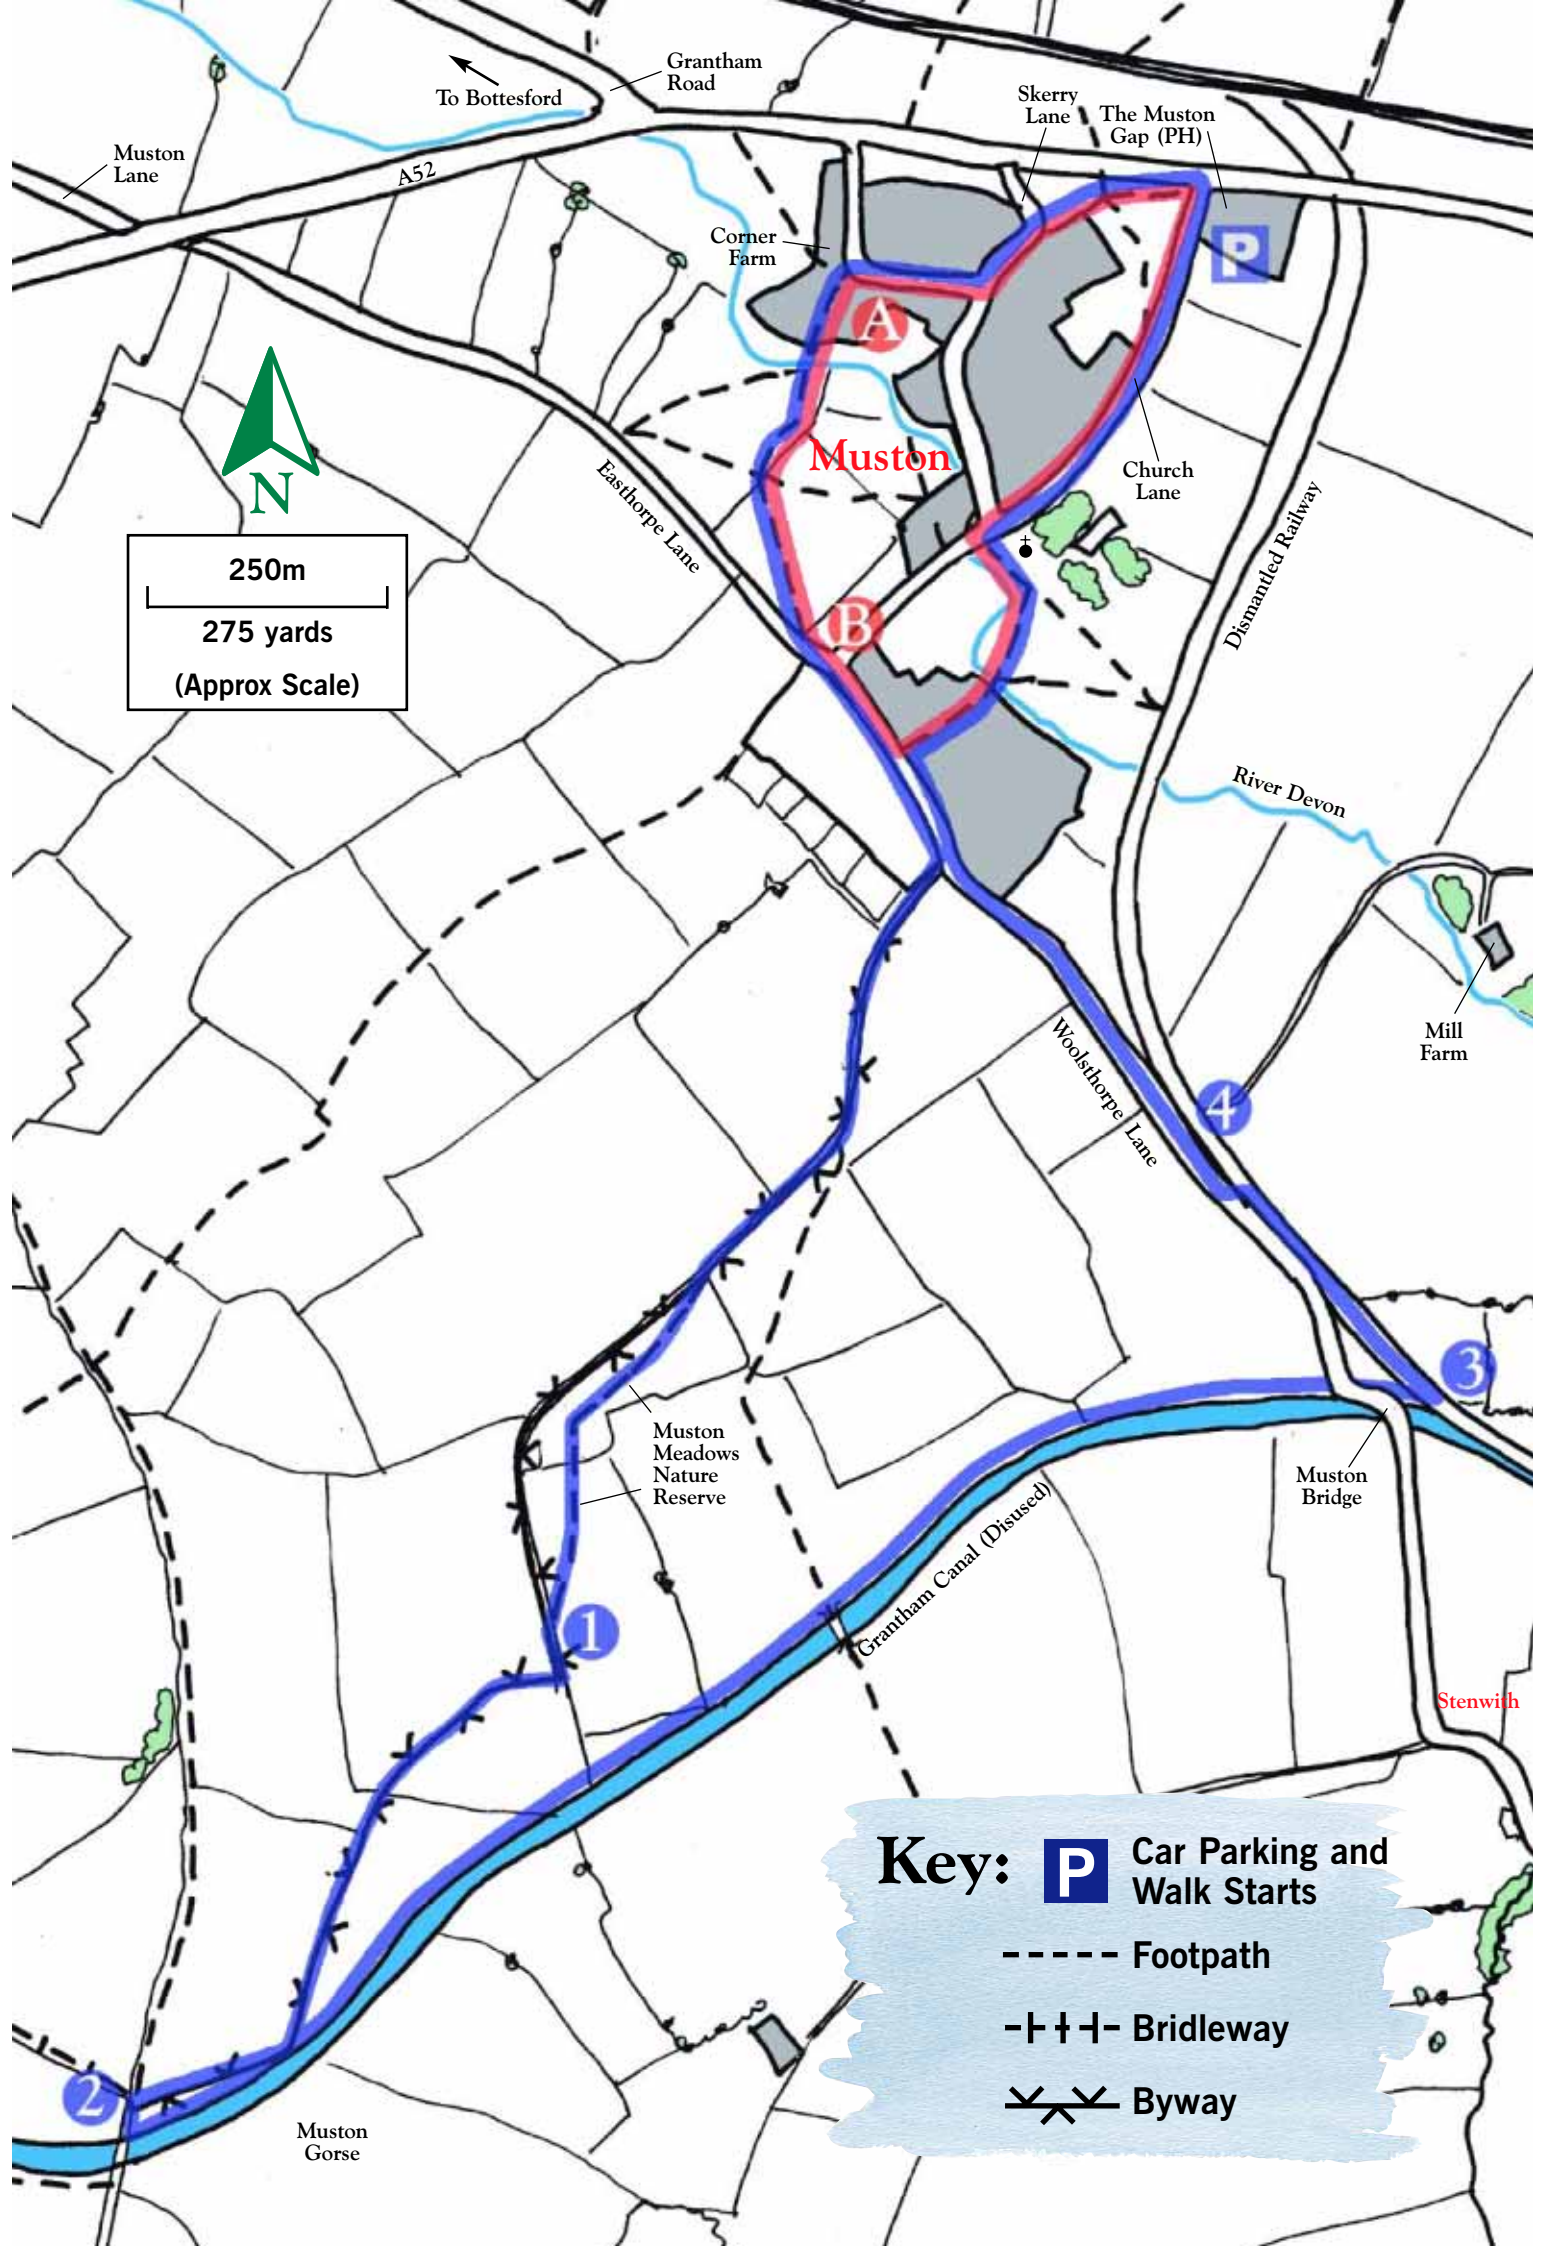 Grantham
Road
To Bottesford
Skerry
Lane
The Muston
Gap (PH)
Muston
Lane
A52
Corner
Farm
P
A
Muston
Church
Lane
N
Easthorpe Lane
Dismantled Railway
250m
275 yards
(Approx Scale)
B
River Devon
Mill
Farm
Woolsthorpe Lane
4
3
Muston
Meadows
Nature
Reserve
Muston
Bridge
Grantham Canal (Disused)
1
Stenwith
2
Muston
Gorse
Key:
P
Car Parking and
Walk Starts
Footpath
Bridleway
Byway